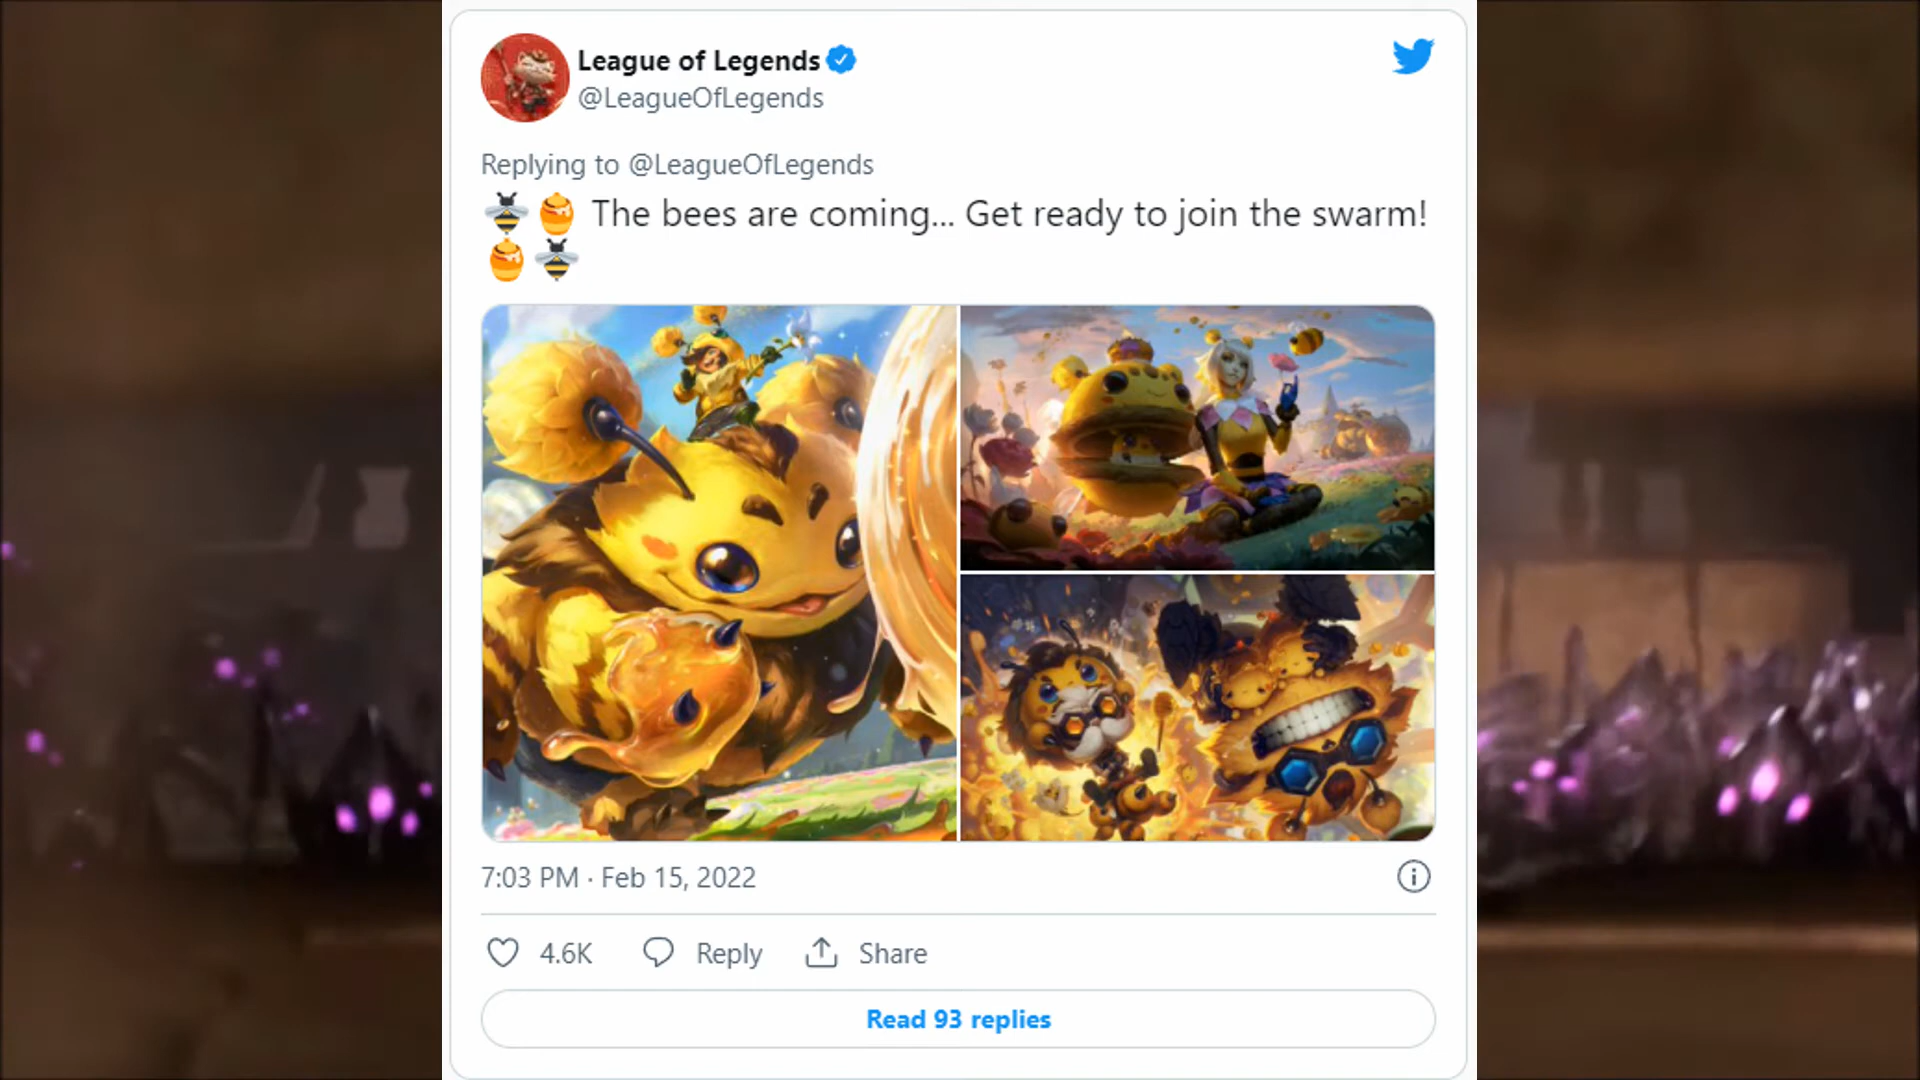 League of Legends
@LeagueOfLegends
Replying to @LeagueOfLegends
🐝🍯 The bees are coming... Get ready to join the swarm!
🍯🐝
7:03 PM · Feb 15, 2022
4.6K Reply Share
Read 93 replies